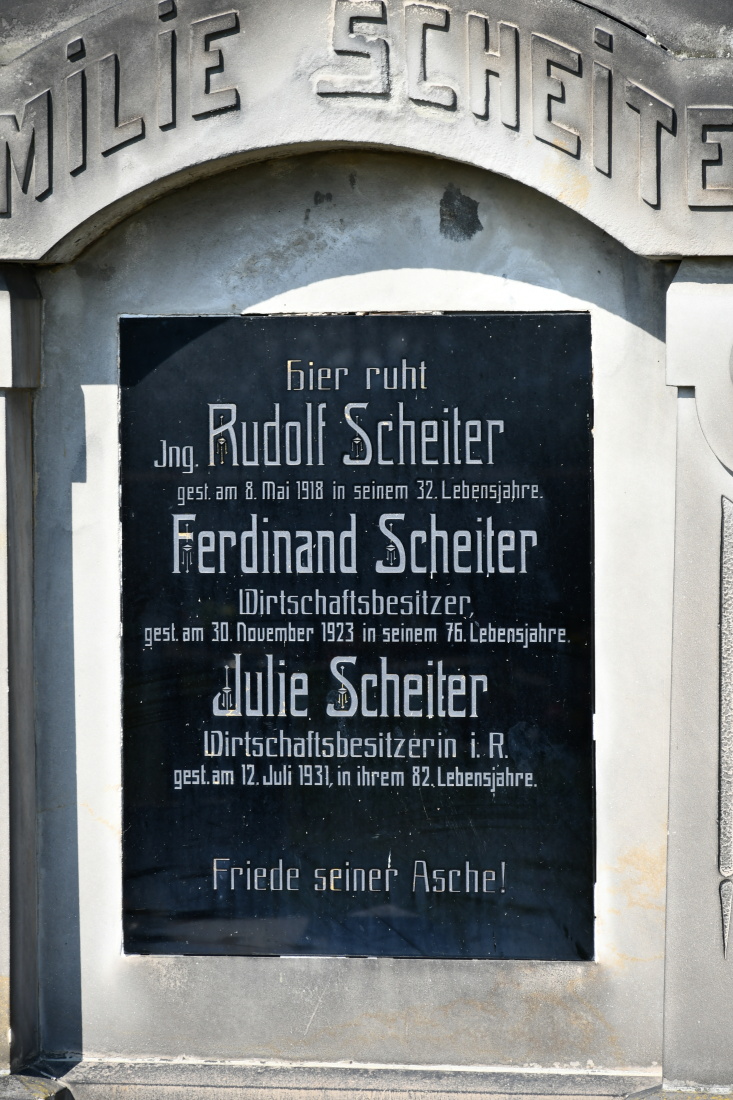 MILIE SCHEITE
Hier ruht
Jng. Rudolf Scheiter
gest. am 8. Mai 1918 in seinem 32. Lebensjahre.
Ferdinand Scheiter
Wirtschaftsbesitzer,
gest. am 30. November 1923 in seinem 76. Lebensjahre.
Julie Scheiter
Wirtschaftsbesitzerin i. R.
gest. am 12. Juli 1931, in ihrem 82. Lebensjahre.
Friede seiner Asche!